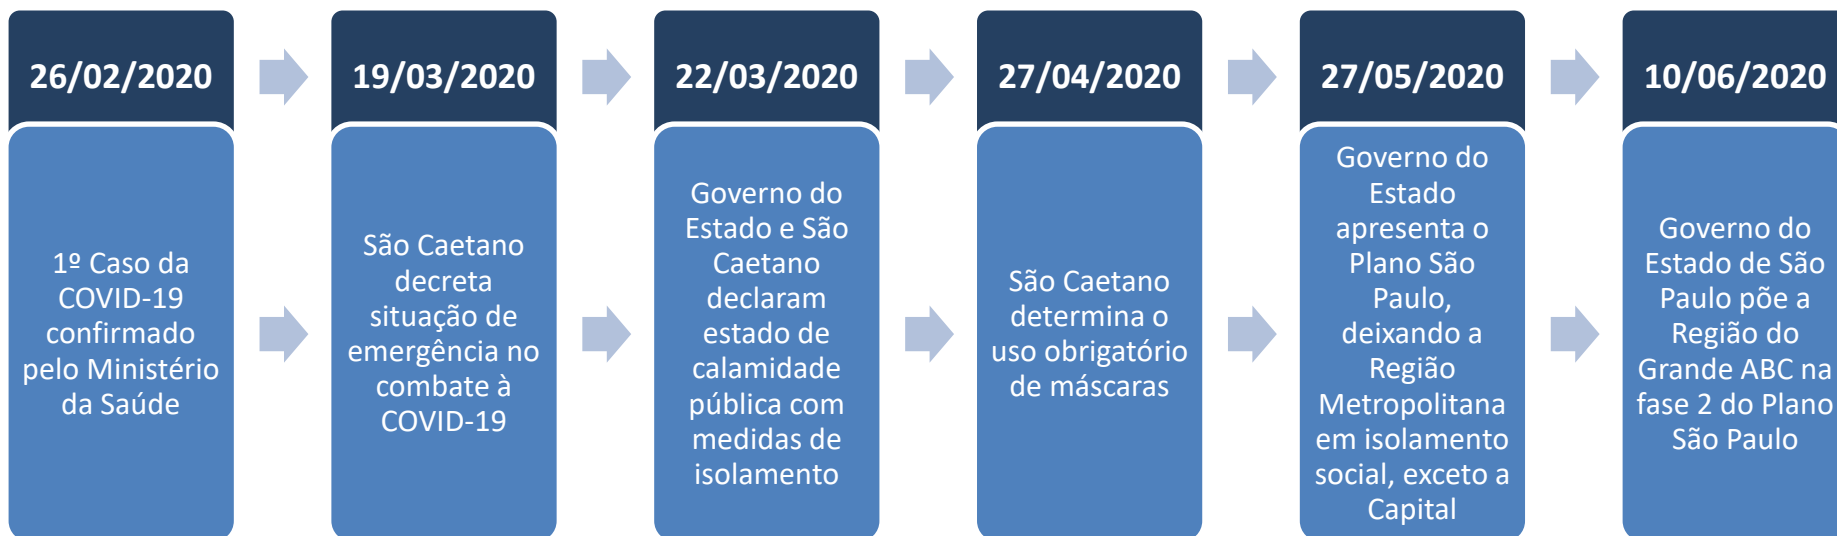 26/02/2020
1º Caso da
COVID-19
confirmado
pelo Ministério
da Saúde
19/03/2020
São Caetano
decreta
situação de
emergência no
combate à
COVID-19
22/03/2020
Governo do
Estado e São
Caetano
declaram
estado de
calamidade
pública com
medidas de
isolamento
27/04/2020
São Caetano
determina o
uso obrigatório
de máscaras
27/05/2020
Governo do
Estado
apresenta o
Plano São
Paulo,
deixando a
Região
Metropolitana
em isolamento
social, exceto a
Capital
10/06/2020
Governo do
Estado de São
Paulo põe a
Região do
Grande ABC na
fase 2 do Plano
São Paulo